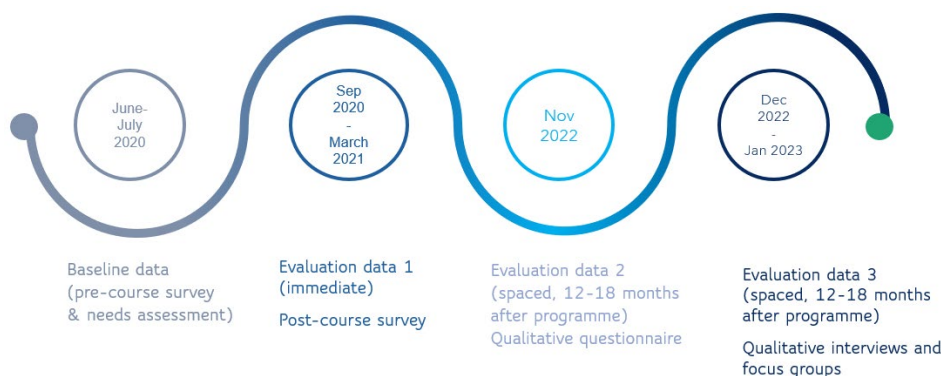 June-
July
2020
Sep
2020
-
March
2021
Nov
2022
Dec
2022
-
Jan 2023
Baseline data
(pre-course survey
& needs assessment)
Evaluation data 1
(immediate)
Post-course survey
Evaluation data 2
(spaced, 12-18 months
after programme)
Qualitative questionnaire
Evaluation data 3
(spaced, 12-18 months
after programme)
Qualitative interviews and
focus groups